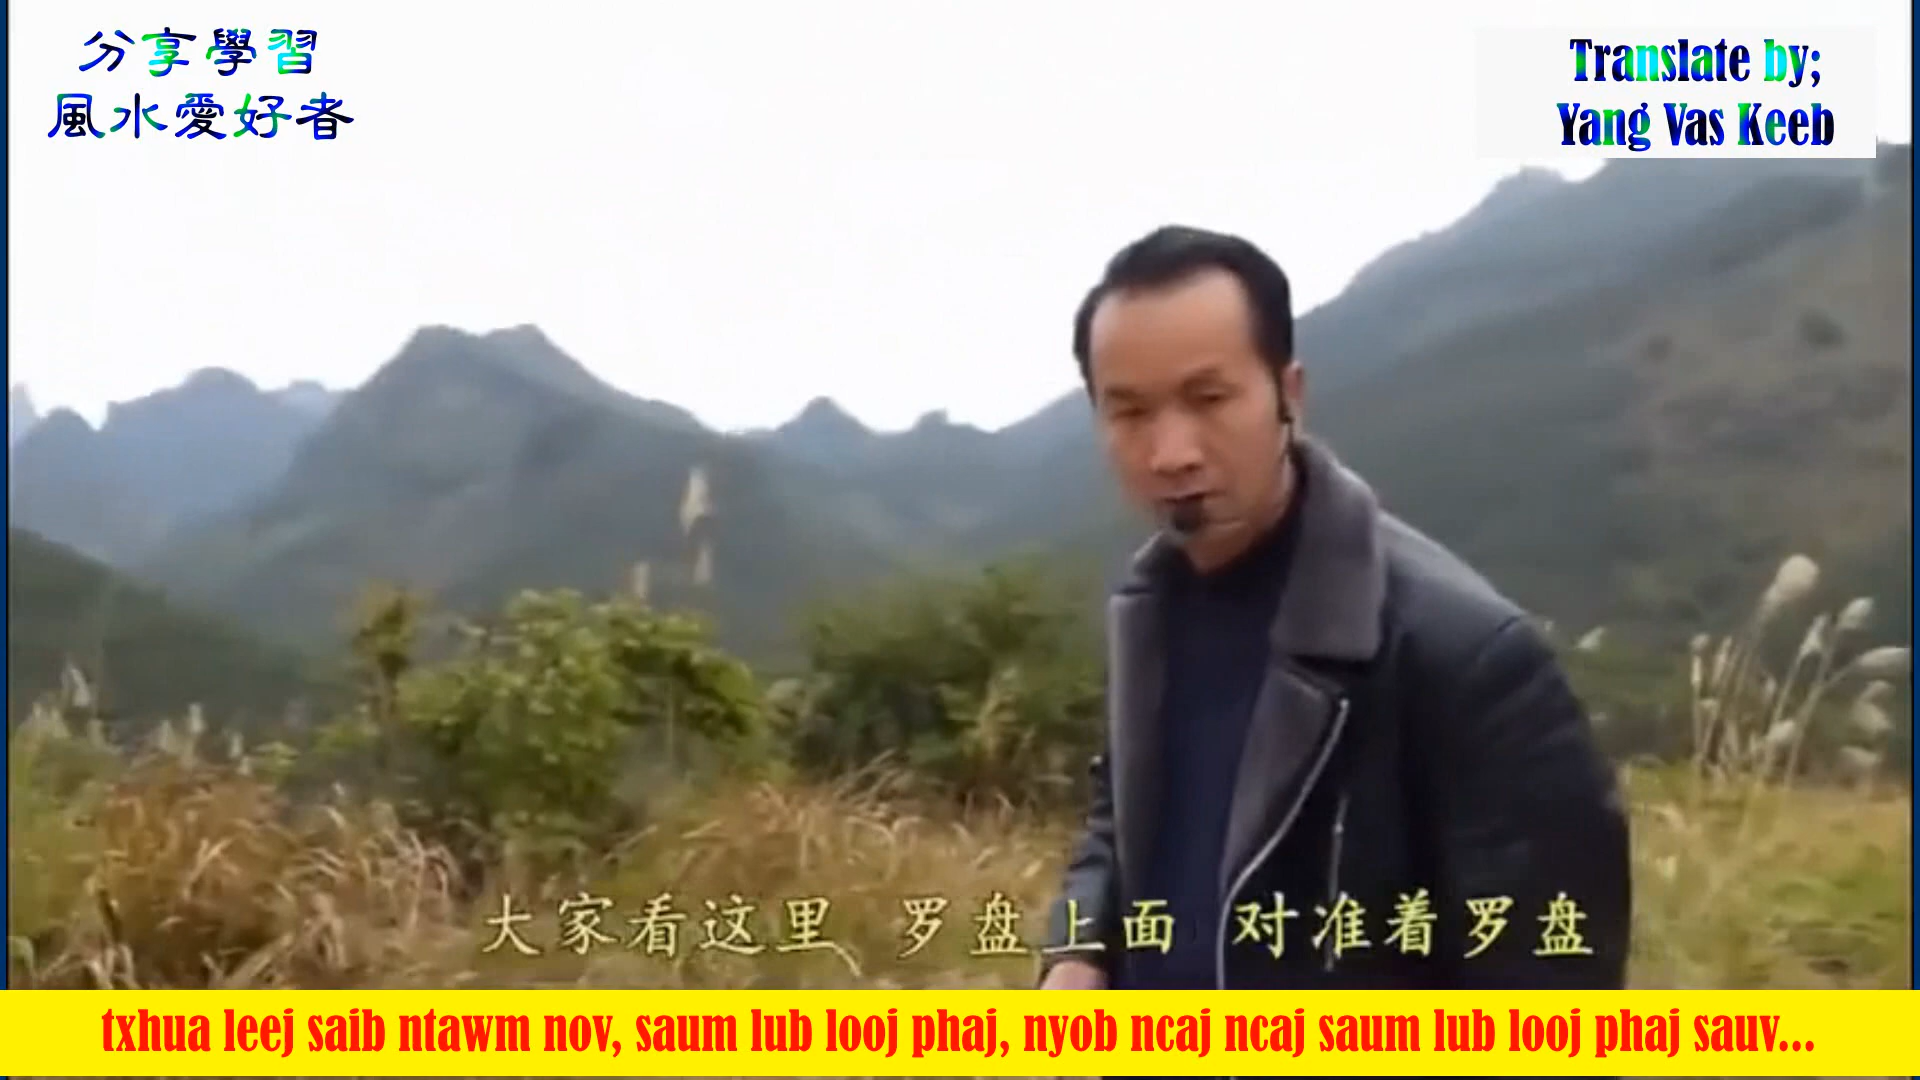 分享學習
風水愛好者
Translate by;
Yang Vas Keeb
大家看这里 罗盘上面 对准着罗盘
txhua leej saib ntawm nov, saum lub looj phaj, nyob ncaj ncaj saum lub looj phaj sauv...